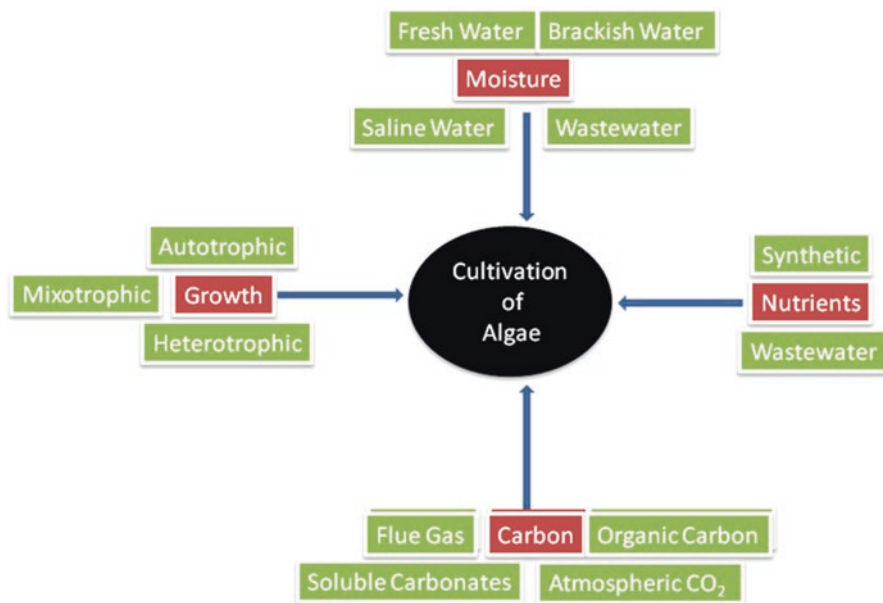 Fresh Water
Brackish Water
Moisture
Saline Water
Wastewater
Autotrophic
Mixotrophic
Growth
Heterotrophic
Cultivation
of
Algae
Synthetic
Nutrients
Wastewater
Flue Gas
Carbon
Organic Carbon
Soluble Carbonates
Atmospheric CO₂